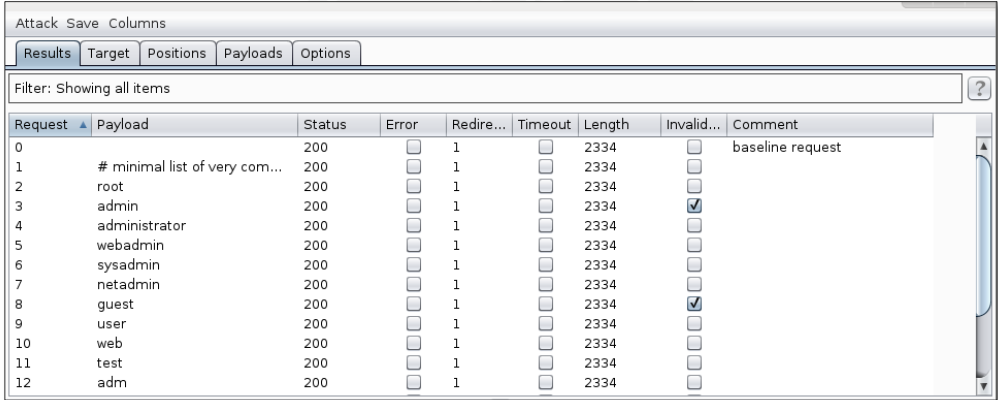 Attack Save Columns
Results Target Positions Payloads Options
Filter: Showing all items ?
Request Payload Status Error Redire... Timeout Length Invalid... Comment
0 200 1 2334 baseline request
1 # minimal list of very com... 200 1 2334
2 root 200 1 2334
3 admin 200 1 2334
4 administrator 200 1 2334
5 webadmin 200 1 2334
6 sysadmin 200 1 2334
7 netadmin 200 1 2334
8 guest 200 1 2334
9 user 200 1 2334
10 web 200 1 2334
11 test 200 1 2334
12 adm 200 1 2334